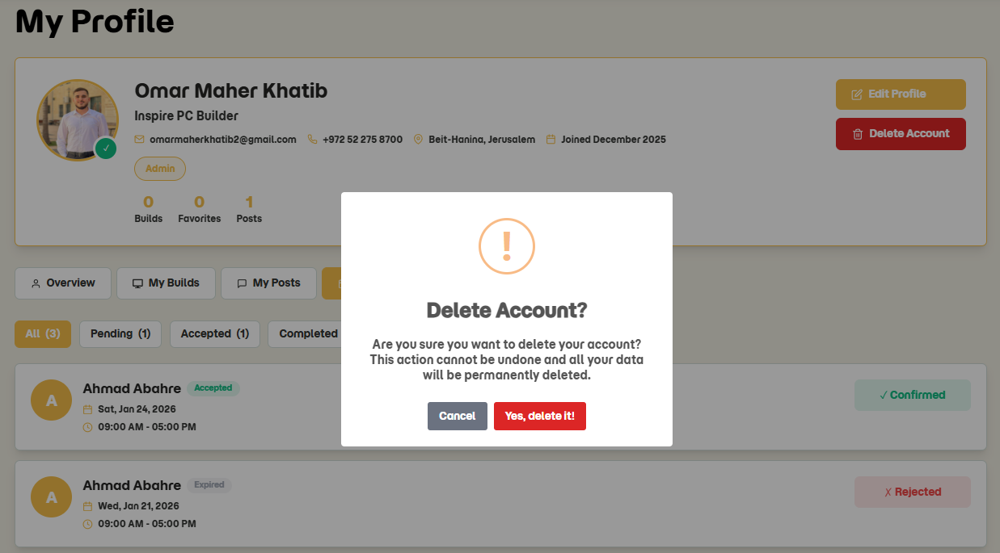 My Profile
Omar Maher Khatib
Inspire PC Builder
omarmaherkhatib2@gmail.com +972 52 275 8700 Beit-Hanina, Jerusalem Joined December 2025
Admin
0 0 1
Builds Favorites Posts
Edit Profile
Delete Account
Overview My Builds My Posts
All (3) Pending (1) Accepted (1) Completed
!
Delete Account?
Are you sure you want to delete your account?
This action cannot be undone and all your data
will be permanently deleted.
Cancel Yes, delete it!
A
Ahmad Abahre Accepted
Sat, Jan 24, 2026
09:00 AM - 05:00 PM
✓ Confirmed
A
Ahmad Abahre Expired
Wed, Jan 21, 2026
09:00 AM - 05:00 PM
✗ Rejected